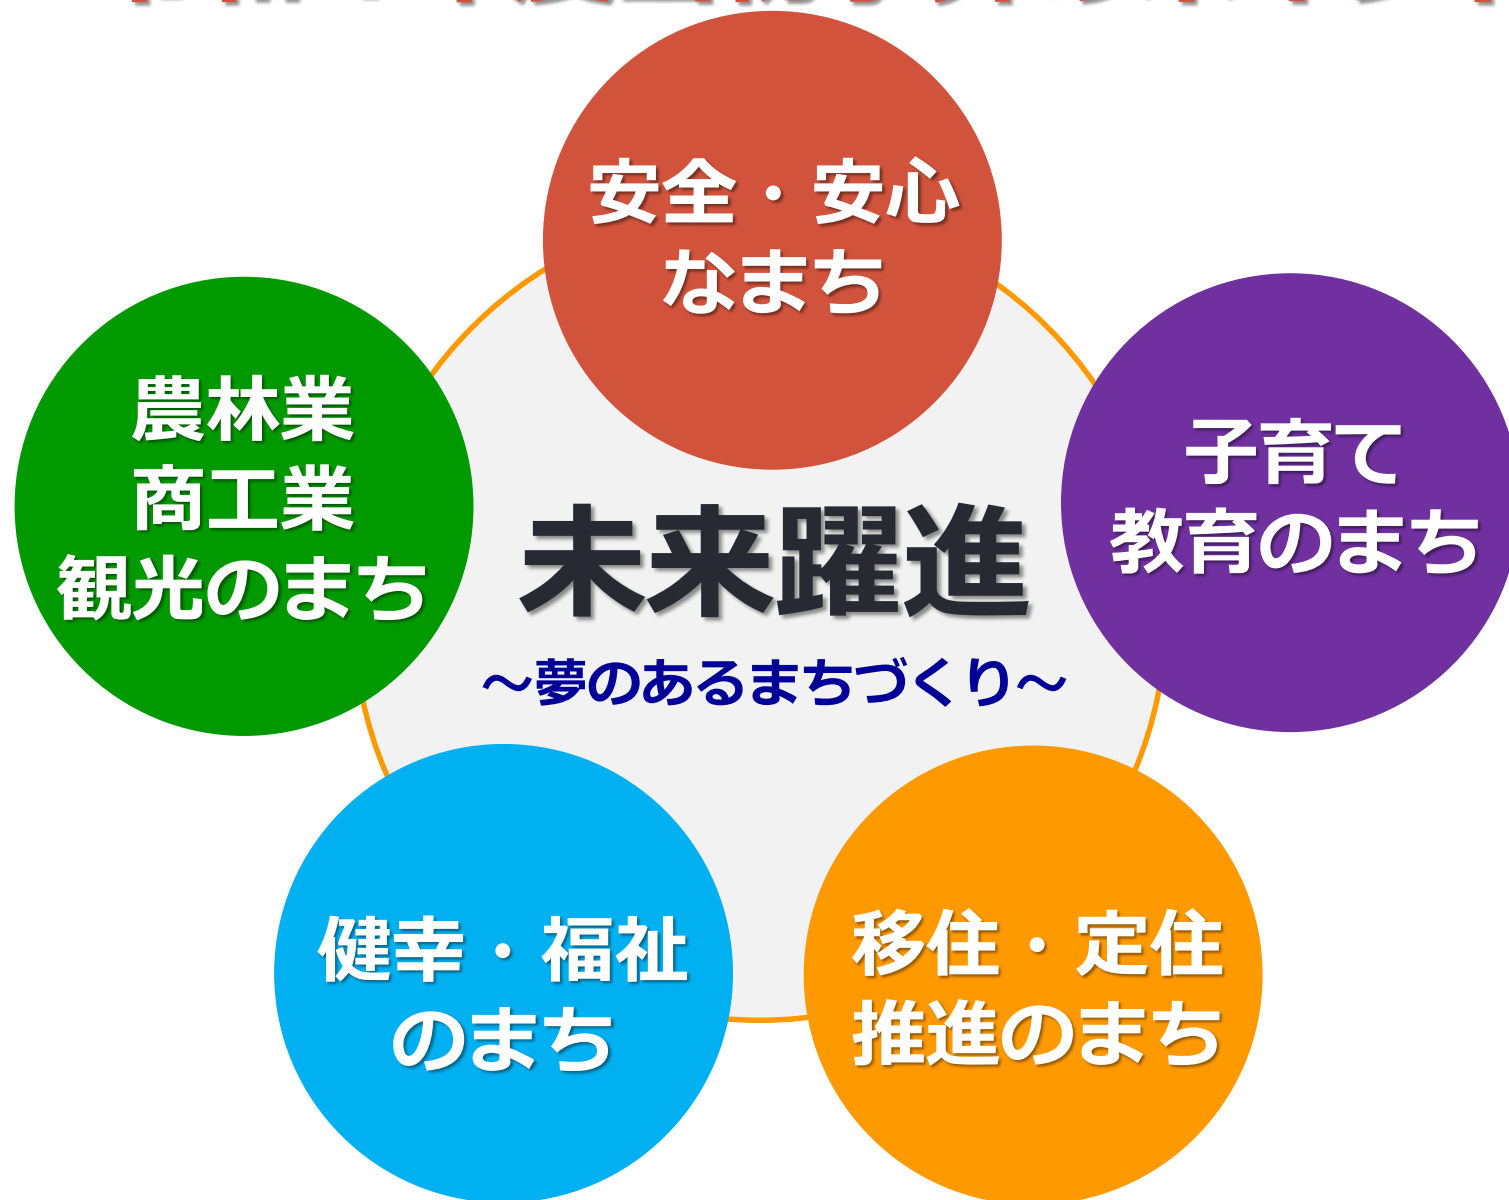 安全・安心
なまち
農林業
商工業
観光のまち
子育て
教育のまち
未来躍進
～夢のあるまちづくり～
健幸・福祉
のまち
移住・定住
推進のまち